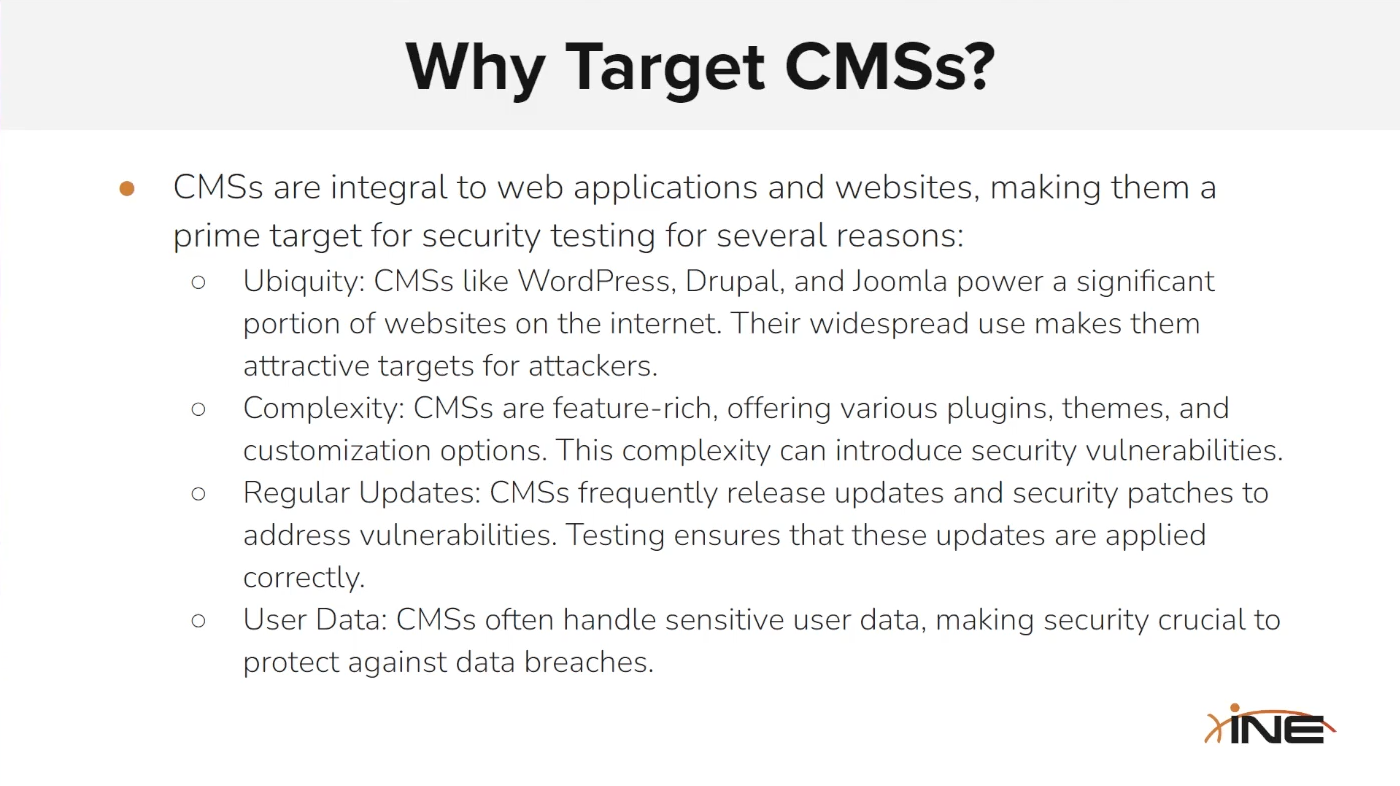 Why Target CMSs?
● CMSs are integral to web applications and websites, making them a
prime target for security testing for several reasons:
○ Ubiquity: CMSs like WordPress, Drupal, and Joomla power a significant
portion of websites on the internet. Their widespread use makes them
attractive targets for attackers.
○ Complexity: CMSs are feature-rich, offering various plugins, themes, and
customization options. This complexity can introduce security vulnerabilities.
○ Regular Updates: CMSs frequently release updates and security patches to
address vulnerabilities. Testing ensures that these updates are applied
correctly.
○ User Data: CMSs often handle sensitive user data, making security crucial to
protect against data breaches.
iNE